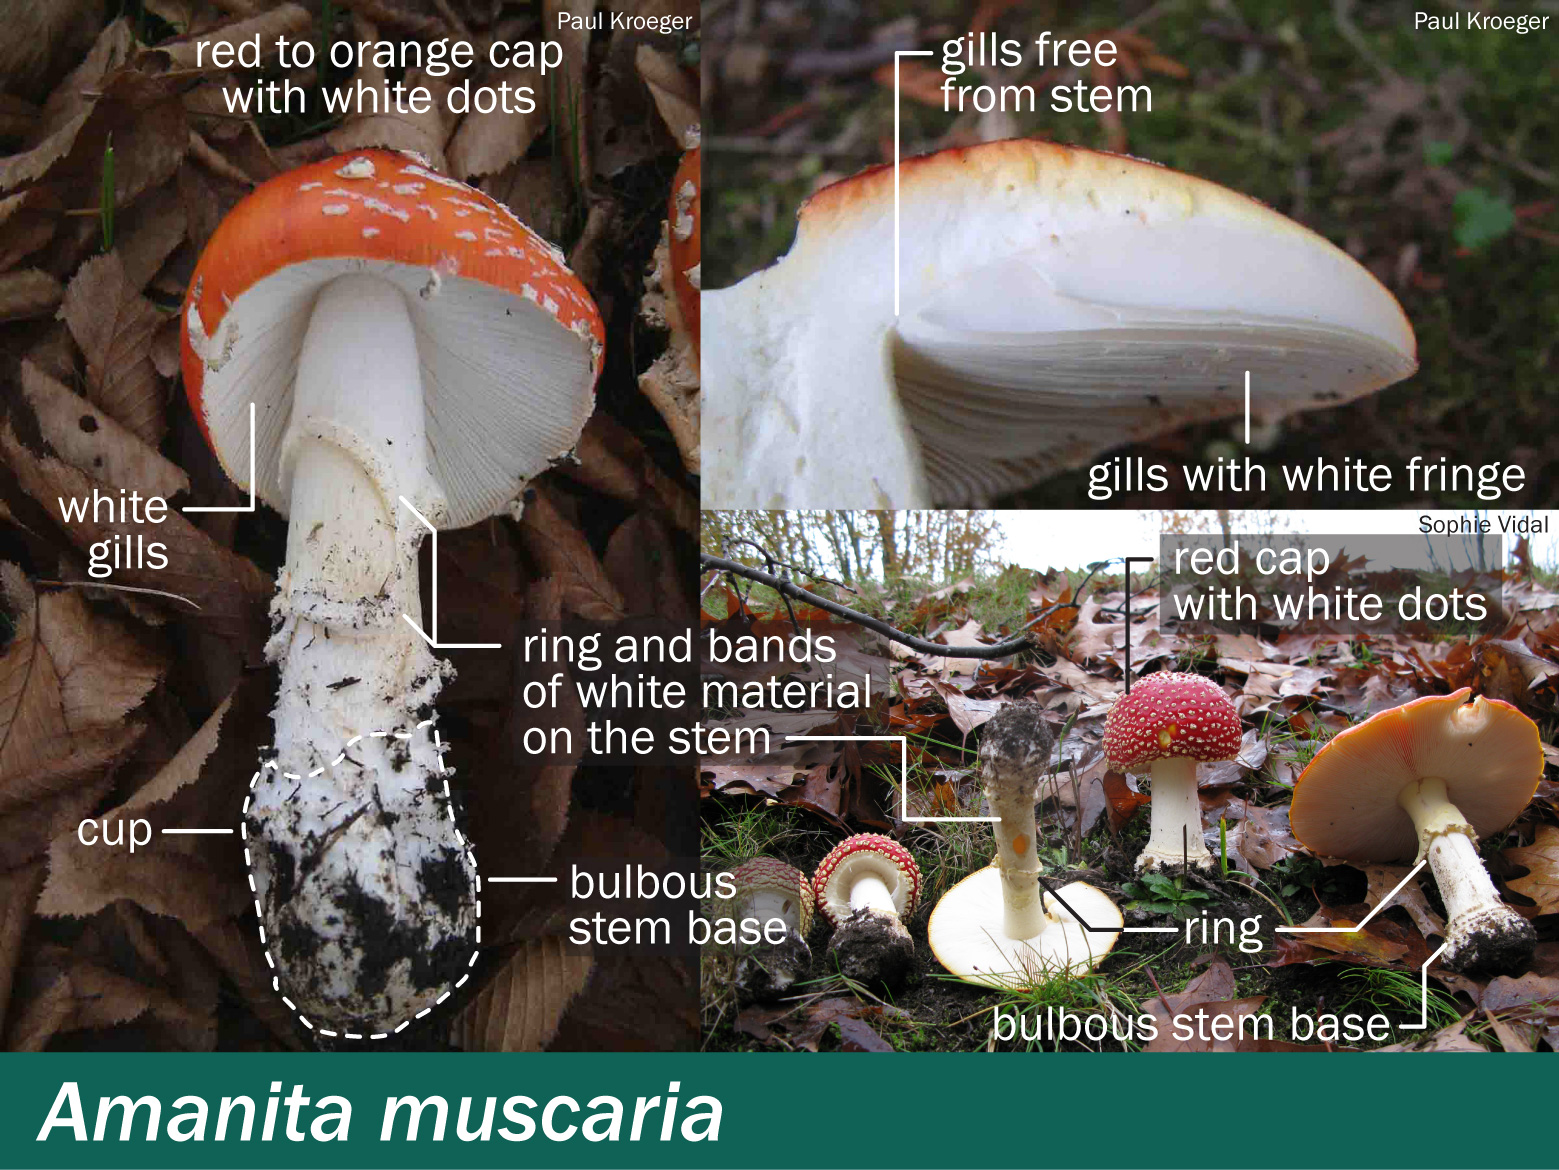 Paul Kroeger
red to orange cap
with white dots
white
gills
ring and bands
of white material
on the stem
cup
bulbous
stem base
Paul Kroeger
gills free
from stem
gills with white fringe
Sophie Vidal
red cap
with white dots
ring
bulbous stem base
Amanita muscaria